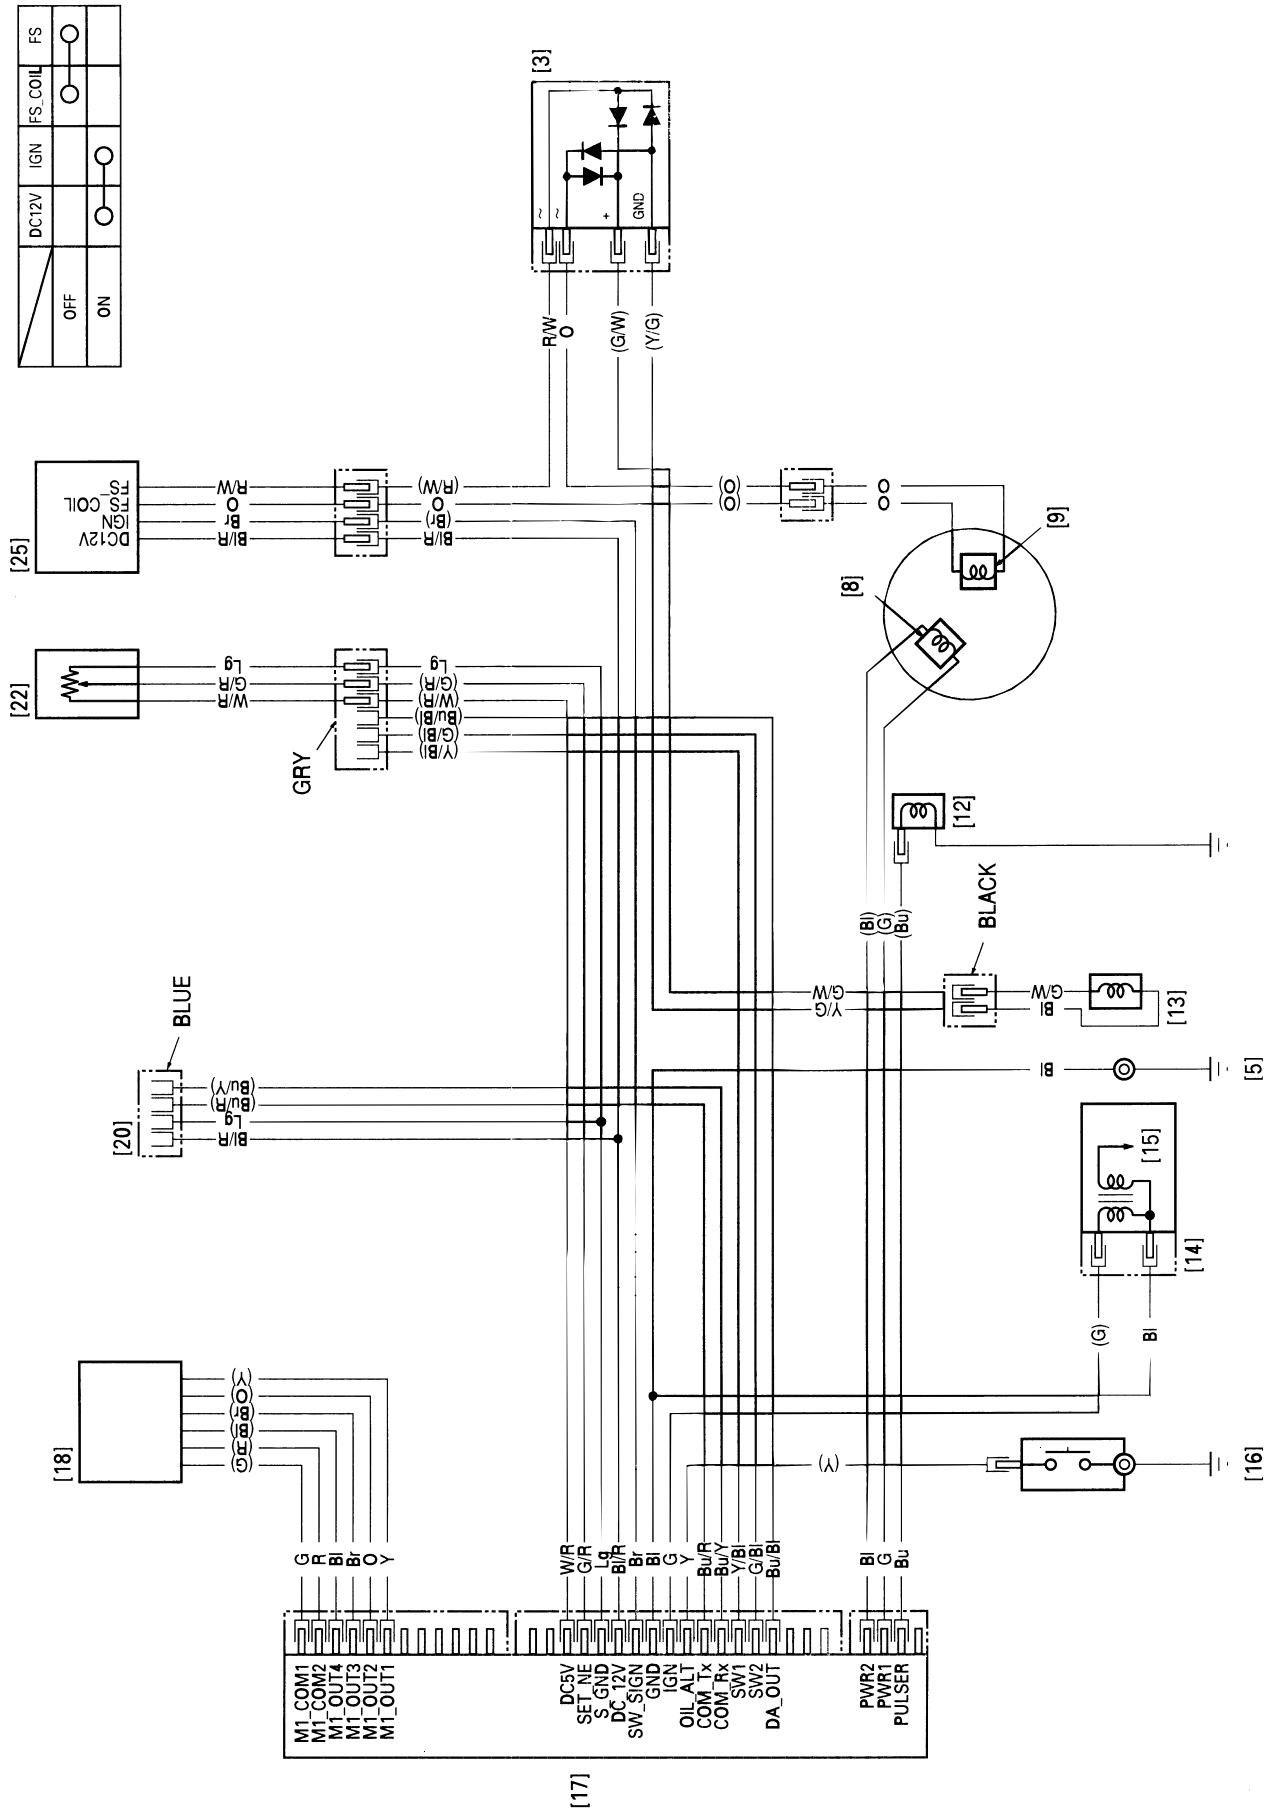 DC12V IGN FS_COIL FS
OFF
ON
[3]
~
~
+
GND
R/W
O
(G/W)
(Y/G)
[25]
FS
FS_COIL
IGN
DC12V
R/W
O
Br
Bl/R
(R/W)
O
(Br)
Bl/R
(O)
(O)
O
O
[9]
[8]
[22]
Lg
G/R
W/R
Lg
(G/R)
(W/R)
(Bu/Bl)
(G/Bl)
(Y/Bl)
GRY
[12]
(Bl)
(G)
(Bu)
BLACK
G/W
Y/G
G/W
Bl
[13]
BLUE
[20]
(Bu/Y)
(Bu/R)
Lg
Bl/R
Bl
[5]
[15]
[14]
(G)
Bl
[18]
(Y)
(O)
(Br)
(Bl)
(R)
(G)
(Y)
[16]
G
R
Bl
Br
O
Y
W/R
G/R
Lg
Bl/R
Br
Bl
G
Y
Bu/R
Bu/Y
Y/Bl
G/Bl
Bu/Bl
Bl
G
Bu
M1_COM1
M1_COM2
M1_OUT4
M1_OUT3
M1_OUT2
M1_OUT1
DC5V
SET_NE
S_GND
DC_12V
SW_SIGN
GND
IGN
OIL_ALT
COM_Tx
COM_Rx
SW1
SW2
DA_OUT
PWR2
PWR1
PULSER
[17]